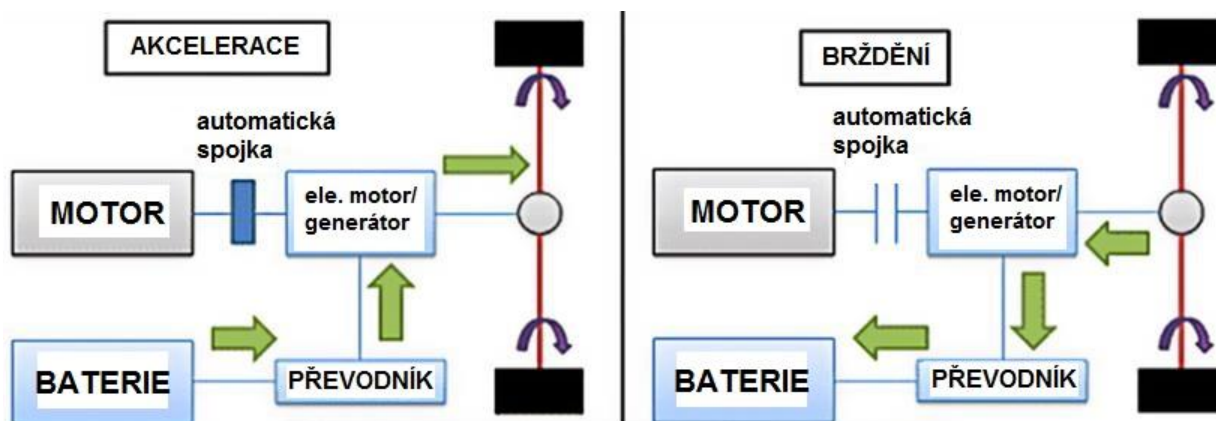 AKCELERACE
automatická
spojka
MOTOR
ele. motor/
generátor
BATERIE
PŘEVODNÍK
BRŽDĚNÍ
automatická
spojka
MOTOR
ele. motor/
generátor
BATERIE
PŘEVODNÍK